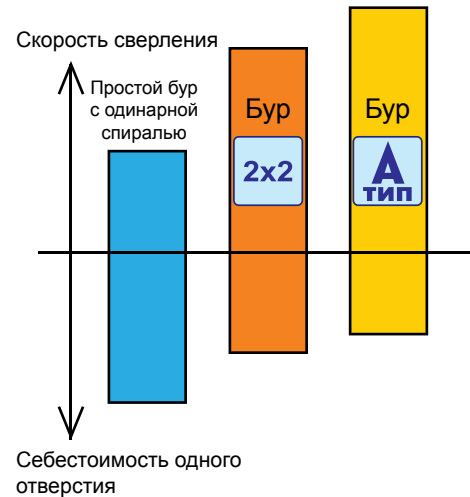 Скорость сверления
Простой бур
с одинарной
спиралью
Бур
2x2
Бур
А
тип
Себестоимость одного
отверстия